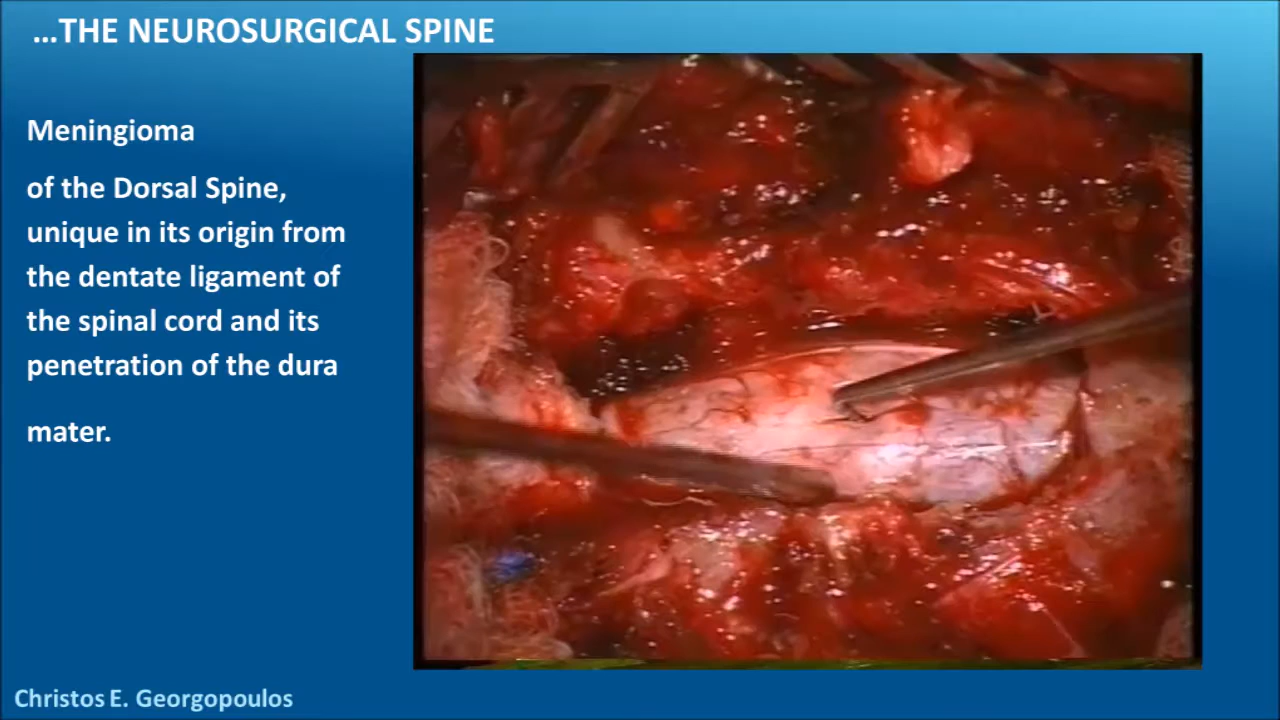 ...THE NEUROSURGICAL SPINE
Meningioma
of the Dorsal Spine,
unique in its origin from
the dentate ligament of
the spinal cord and its
penetration of the dura
mater.
Christos E. Georgopoulos